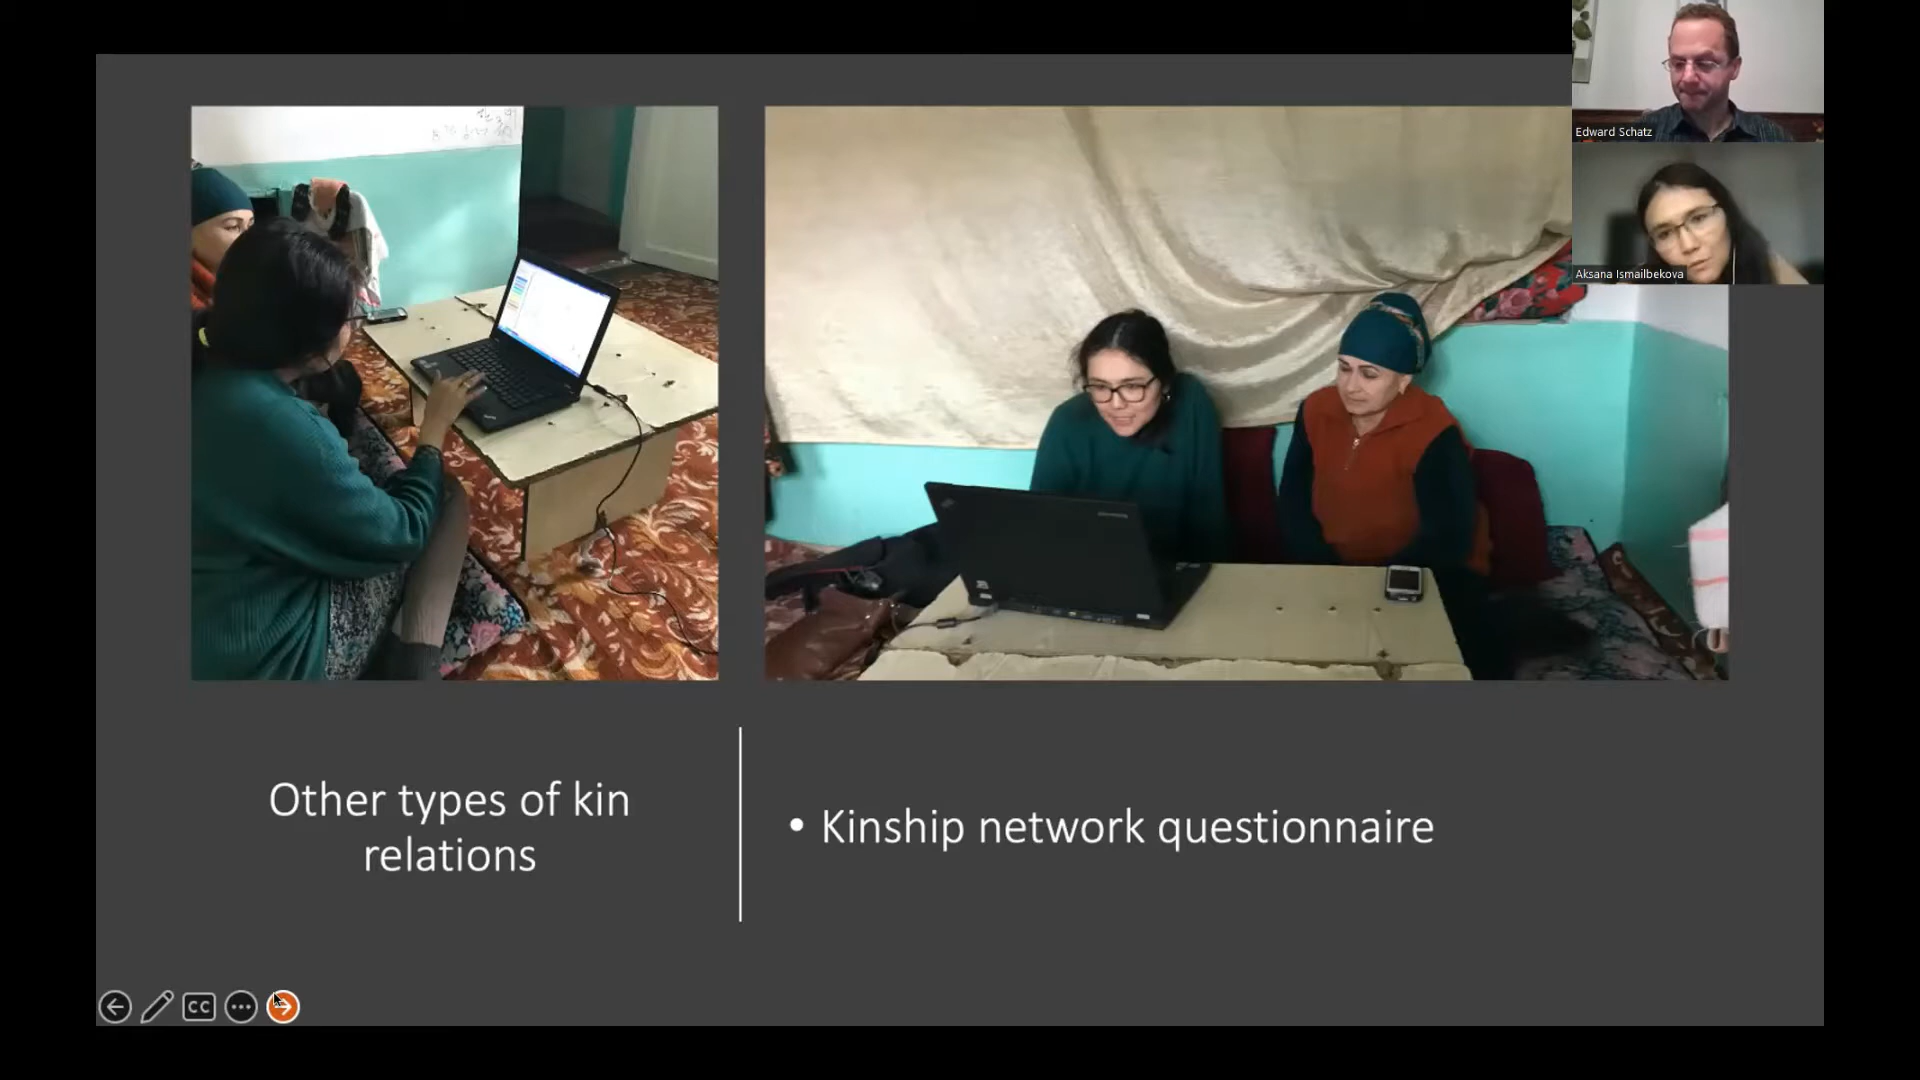 Edward Schatz
Aksana Ismailbekova
Other types of kin
relations
• Kinship network questionnaire
CC